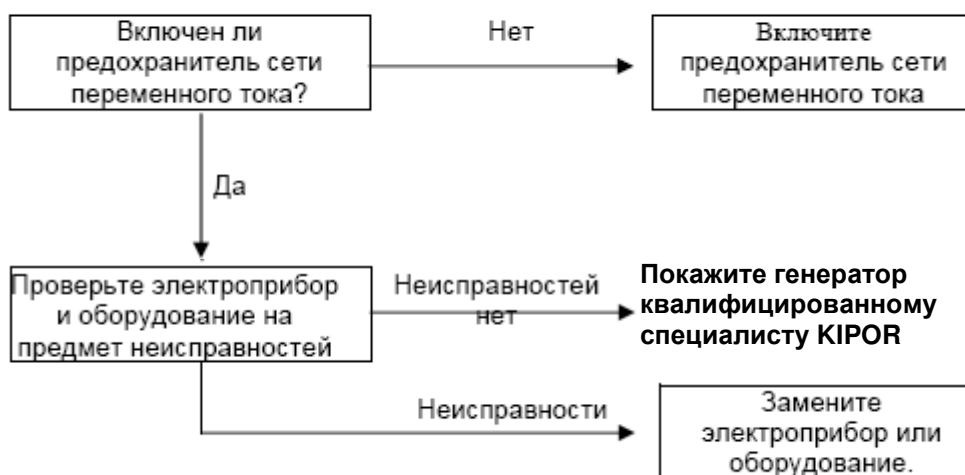 Включен ли
предохранитель сети
переменного тока?
Нет
Включите
предохранитель сети
переменного тока
Да
Проверьте электроприбор
и оборудование на
предмет неисправностей
Неисправностей
нет
Покажите генератор
квалифицированному
специалисту KIPOR
Неисправности
Замените
электроприбор или
оборудование.